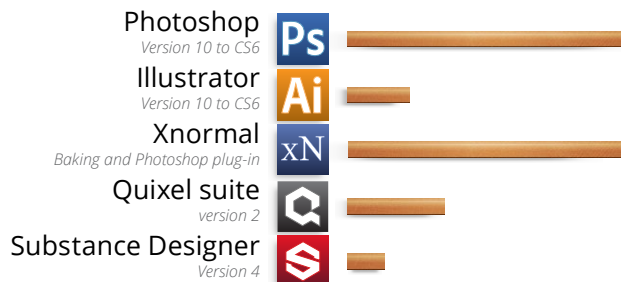 Photoshop
Version 10 to CS6
Ps
Illustrator
Version 10 to CS6
Ai
Xnormal
Baking and Photoshop plug-in
xN
Quixel suite
version 2
Substance Designer
Version 4